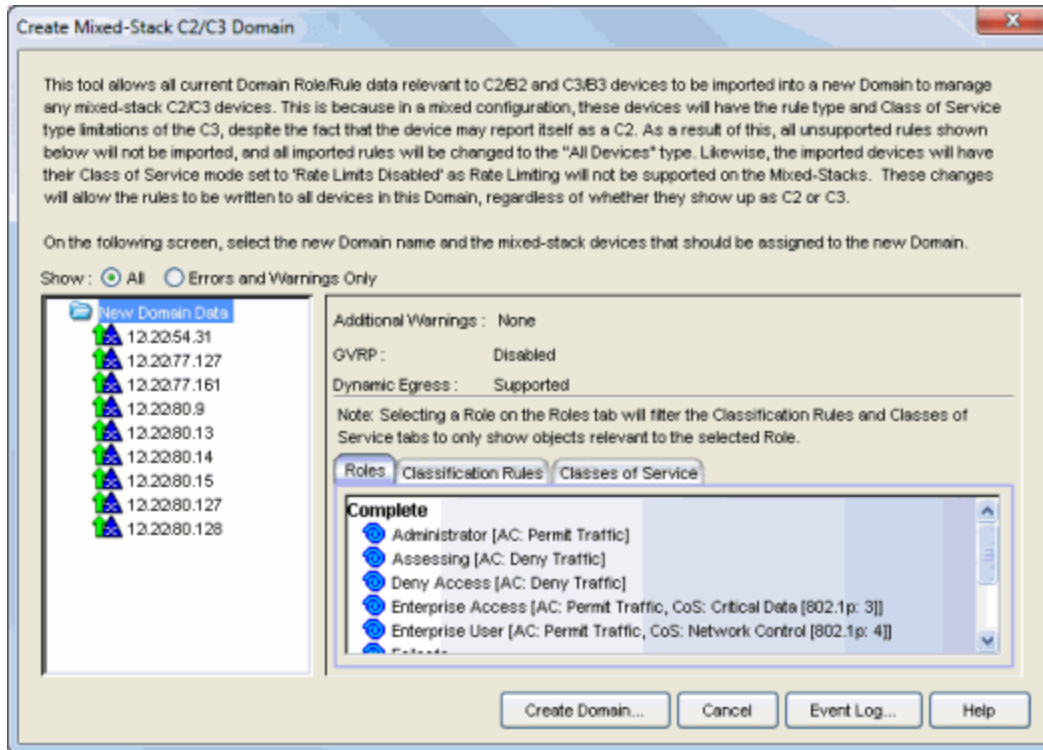 Create Mixed-Stack C2/C3 Domain
This tool allows all current Domain Role/Rule data relevant to C2/B2 and C3/B3 devices to be imported into a new Domain to manage
any mixed-stack C2/C3 devices. This is because in a mixed configuration, these devices will have the rule type and Class of Service
type limitations of the C3, despite the fact that the device may report itself as a C2. As a result of this, all unsupported rules shown
below will not be imported, and all imported rules will be changed to the "All Devices" type. Likewise, the imported devices will have
their Class of Service mode set to 'Rate Limits Disabled' as Rate Limiting will not be supported on the Mixed-Stacks. These changes
will allow the rules to be written to all devices in this Domain, regardless of whether they show up as C2 or C3.
On the following screen, select the new Domain name and the mixed-stack devices that should be assigned to the new Domain.
Show : All Errors and Warnings Only
New Domain Data
12.22.54.31
12.22.77.127
12.22.77.161
12.22.80.9
12.22.80.13
12.22.80.14
12.22.80.15
12.22.80.127
12.22.80.128
Additional Warnings : None
GVRP : Disabled
Dynamic Egress : Supported
Note: Selecting a Role on the Roles tab will filter the Classification Rules and Classes of
Service tabs to only show objects relevant to the selected Role.
Roles Classification Rules Classes of Service
Complete
Administrator [AC: Permit Traffic]
Assessing [AC: Deny Traffic]
Deny Access [AC: Deny Traffic]
Enterprise Access [AC: Permit Traffic, CoS: Critical Data [802.1p: 3]]
Enterprise User [AC: Permit Traffic, CoS: Network Control [802.1p: 4]]
Create Domain... Cancel Event Log... Help